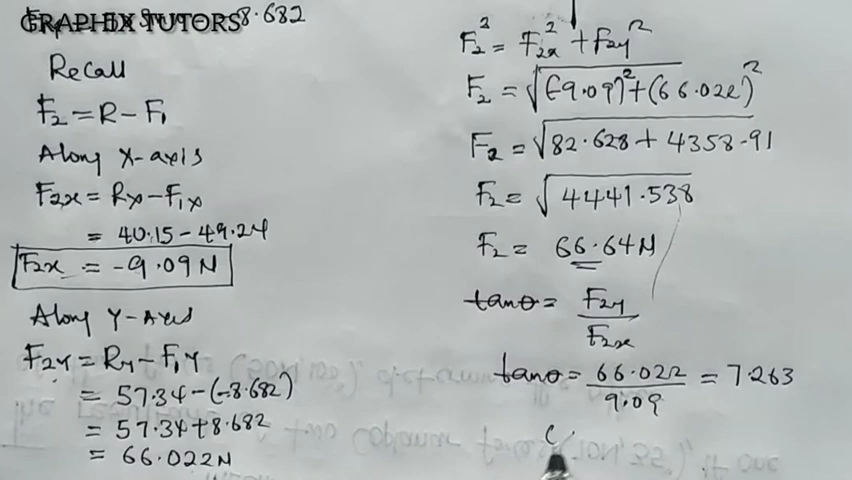 GRAPHIX TUTORS
8.682
Recall
F₂ = R - F₁
Along X-axis
F₂x = Rx - F₁x
= 40.15 - 49.24
F₂x = -9.09N
Along Y-Axis
F₂y = Ry - F₁y
= 57.34 - (-8.682)
= 57.34 + 8.682
= 66.022N
F₂² = F₂x² + F₂y²
F₂ = √(-9.09)² + (66.022)²
F₂ = √82.628 + 4358.91
F₂ = √4441.538
F₂ = 66.64N
tanθ = F₂y / F₂x
tanθ = 66.022 / 9.09 = 7.263